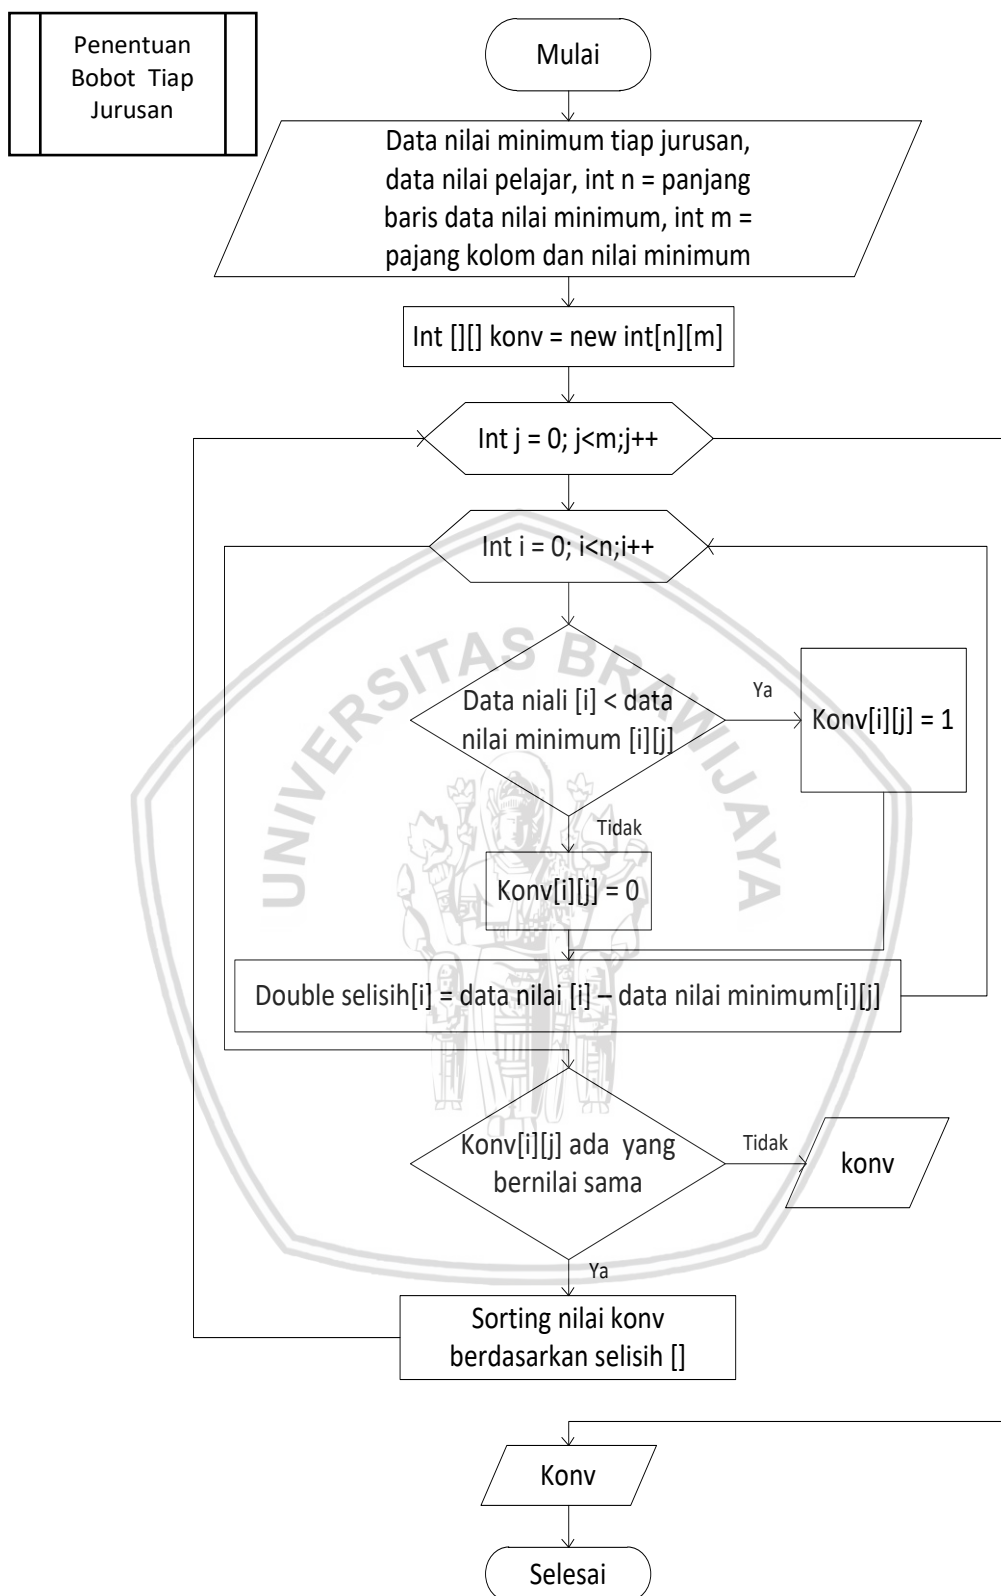 Penentuan
Bobot Tiap
Jurusan
Mulai
Data nilai minimum tiap jurusan,
data nilai pelajar, int n = panjang
baris data nilai minimum, int m =
pajang kolom dan nilai minimum
Int [][] konv = new int[n][m]
Int j = 0; j<m;j++
Int i = 0; i<n;i++
UNIVERSITAS BRAWIJAYA
Data niali [i] < data
nilai minimum [i][j]
Ya
Konv[i][j] = 1
Tidak
Konv[i][j] = 0
Double selisih[i] = data nilai [i] – data nilai minimum[i][j]
Konv[i][j] ada yang
bernilai sama
Tidak
konv
Ya
Sorting nilai konv
berdasarkan selisih []
Konv
Selesai